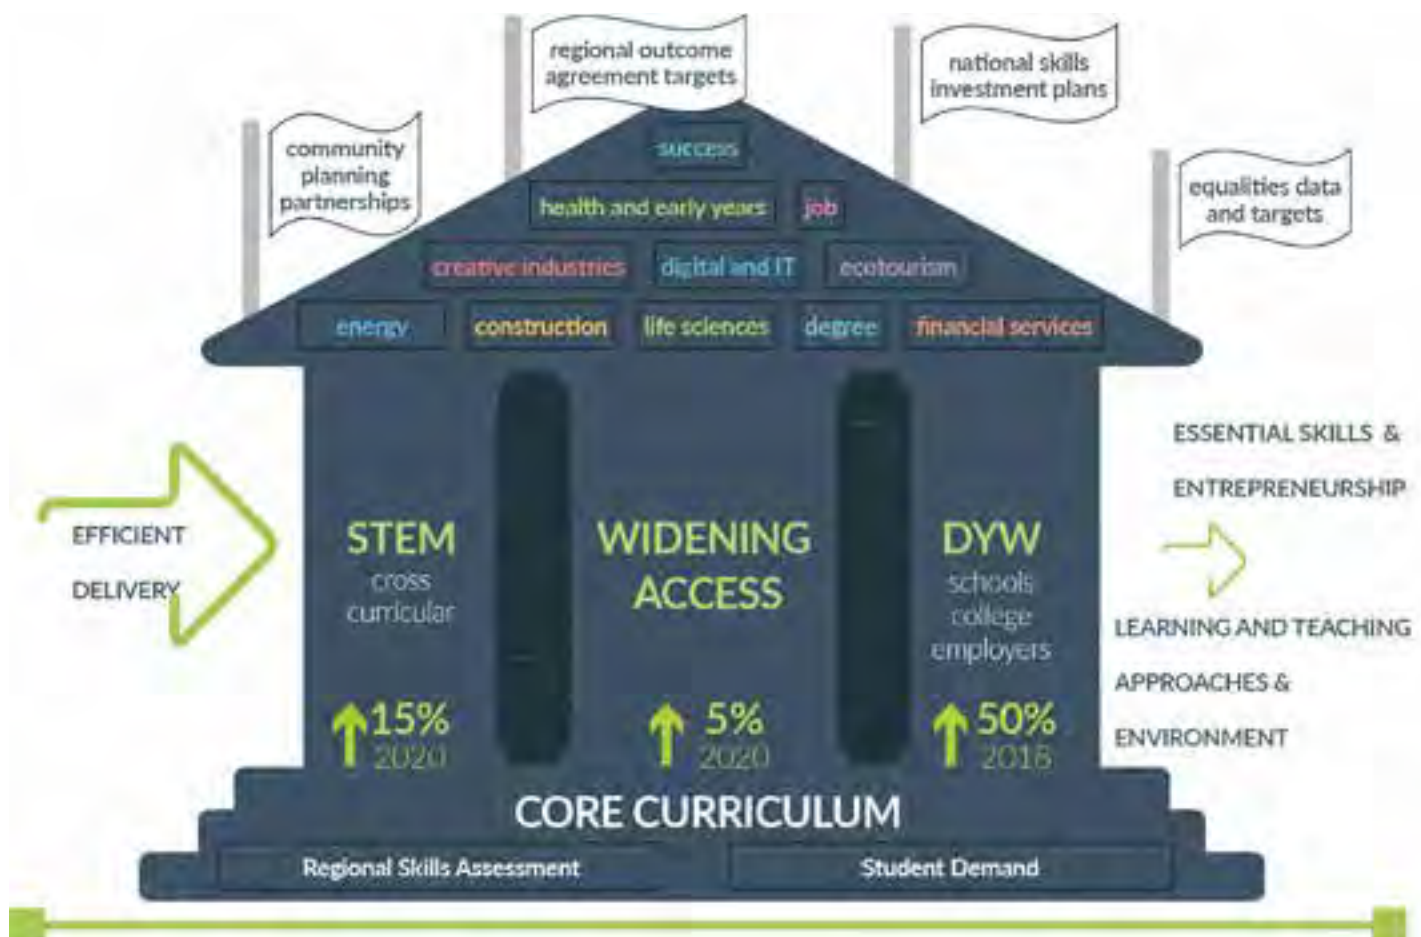 regional outcome
agreement targets
national skills
investment plans
community
planning
partnerships
equalities data
and targets
success
health and early years
job
creative industries
digital and IT
ecotourism
energy
construction
life sciences
degree
financial services
EFFICIENT
DELIVERY
STEM
cross
curricular
15%
2020
WIDENING
ACCESS
5%
2020
DYW
schools
college
employers
50%
ESSENTIAL SKILLS &
ENTREPRENEURSHIP
LEARNING AND TEACHING
APPROACHES &
ENVIRONMENT
CORE CURRICULUM
Regional Skills Assessment
Student Demand